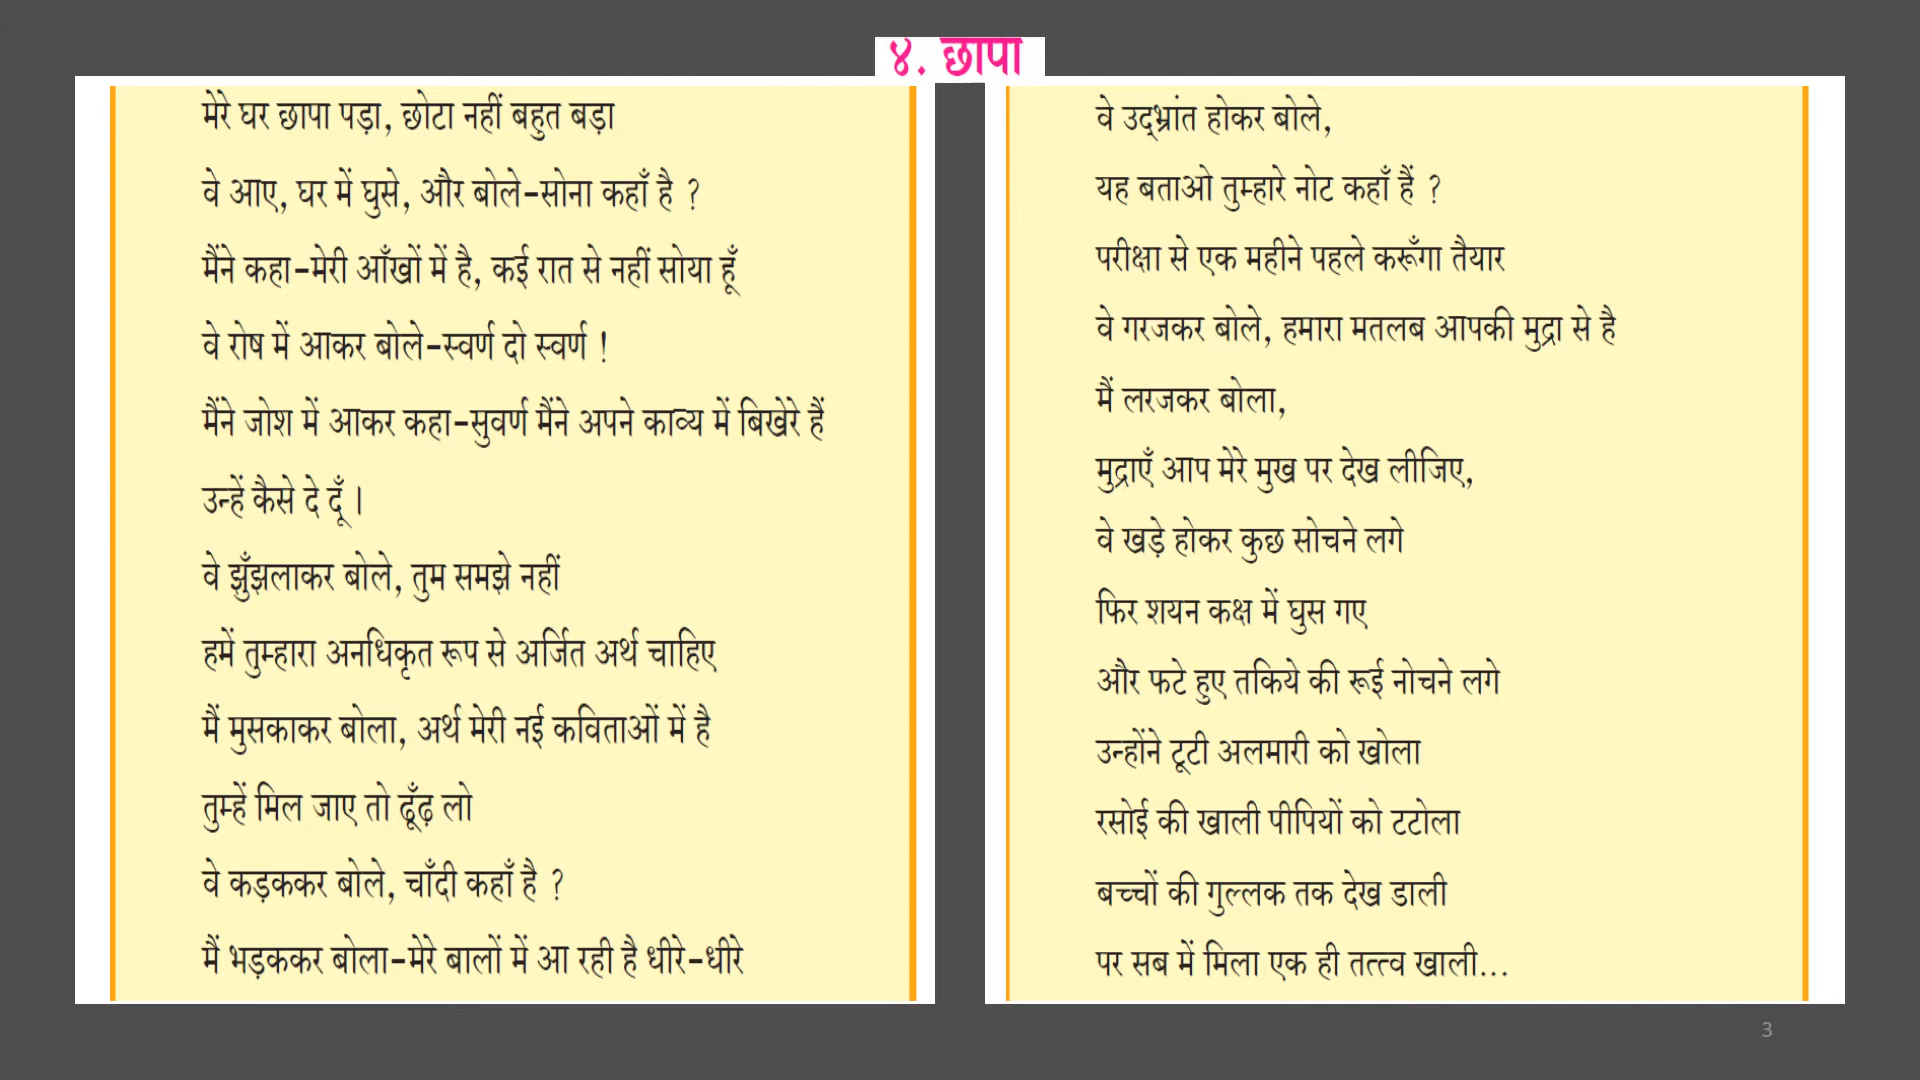 ४. छापा
मेरे घर छापा पड़ा, छोटा नहीं बहुत बड़ा
वे आए, घर में घुसे, और बोले-सोना कहाँ है ?
मैंने कहा-मेरी आँखों में है, कई रात से नहीं सोया हूँ
वे रोष में आकर बोले-स्वर्ण दो स्वर्ण !
मैंने जोश में आकर कहा-सुवर्ण मैंने अपने काव्य में बिखेरे हैं
उन्हें कैसे दे दूँ ।
वे झुँझलाकर बोले, तुम समझे नहीं
हमें तुम्हारा अनधिकृत रूप से अर्जित अर्थ चाहिए
मैं मुसकाकर बोला, अर्थ मेरी नई कविताओं में है
तुम्हें मिल जाए तो ढूँढ़ लो
वे कड़ककर बोले, चाँदी कहाँ है ?
मैं भड़ककर बोला-मेरे बालों में आ रही है धीरे-धीरे
वे उद्भ्रांत होकर बोले,
यह बताओ तुम्हारे नोट कहाँ हैं ?
परीक्षा से एक महीने पहले करूँगा तैयार
वे गरजकर बोले, हमारा मतलब आपकी मुद्रा से है
मैं लरजकर बोला,
मुद्राएँ आप मेरे मुख पर देख लीजिए,
वे खड़े होकर कुछ सोचने लगे
फिर शयन कक्ष में घुस गए
और फटे हुए तकिये की रूई नोचने लगे
उन्होंने टूटी अलमारी को खोला
रसोई की खाली पीपियों को टटोला
बच्चों की गुल्लक तक देख डाली
पर सब में मिला एक ही तत्त्व खाली...
3